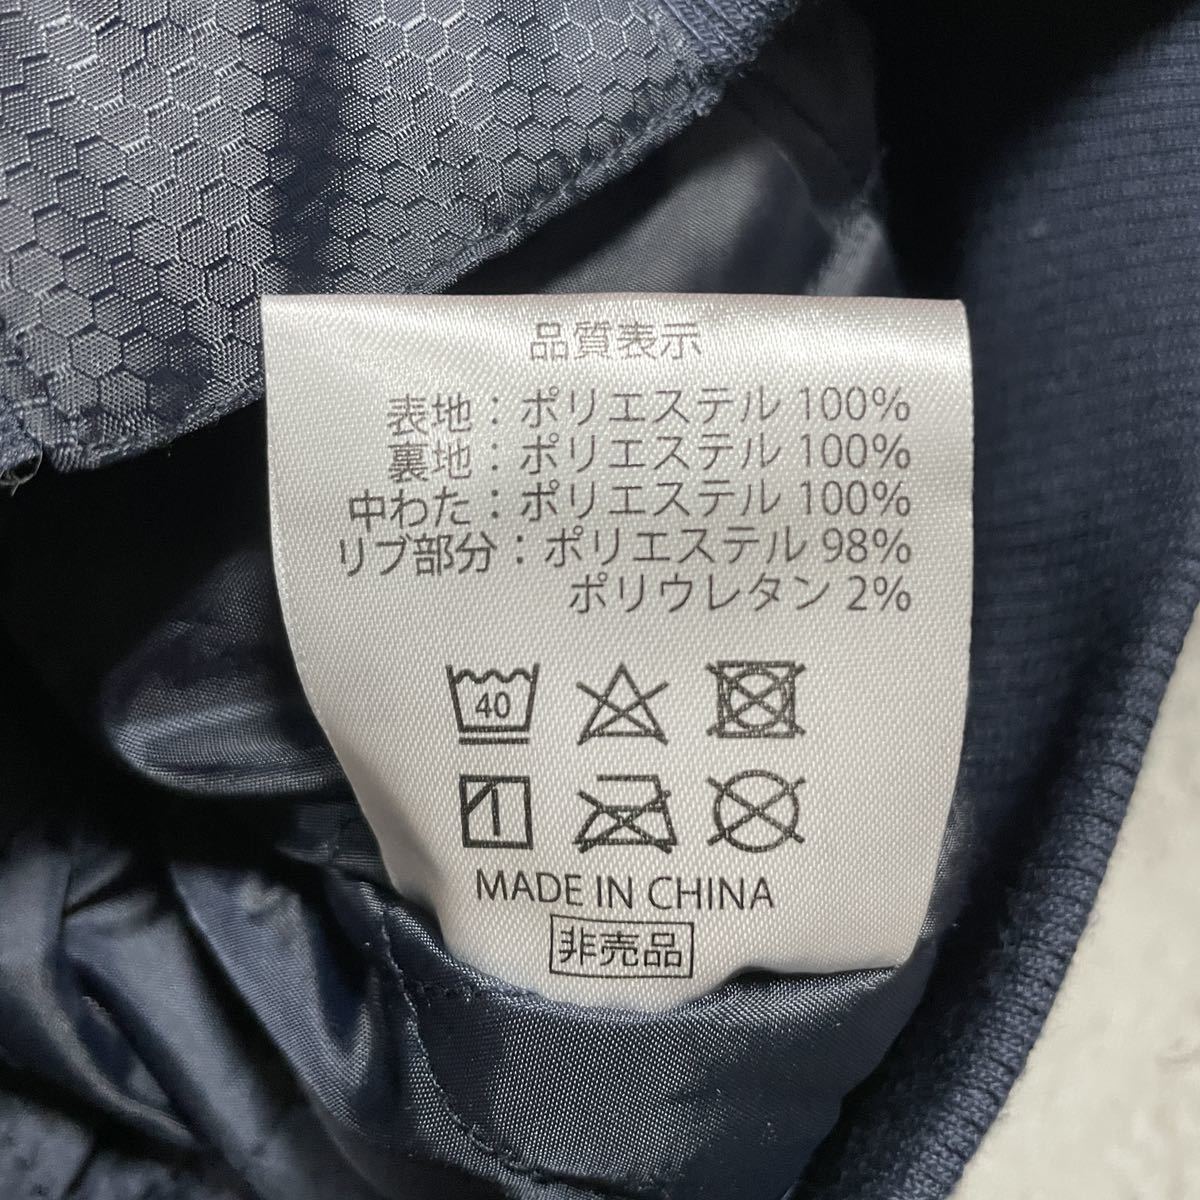 品質表示
表地：ポリエステル 100%
裏地：ポリエステル 100%
中わた：ポリエステル 100%
リブ部分：ポリエステル 98%
ポリウレタン 2%
40
MADE IN CHINA
非売品